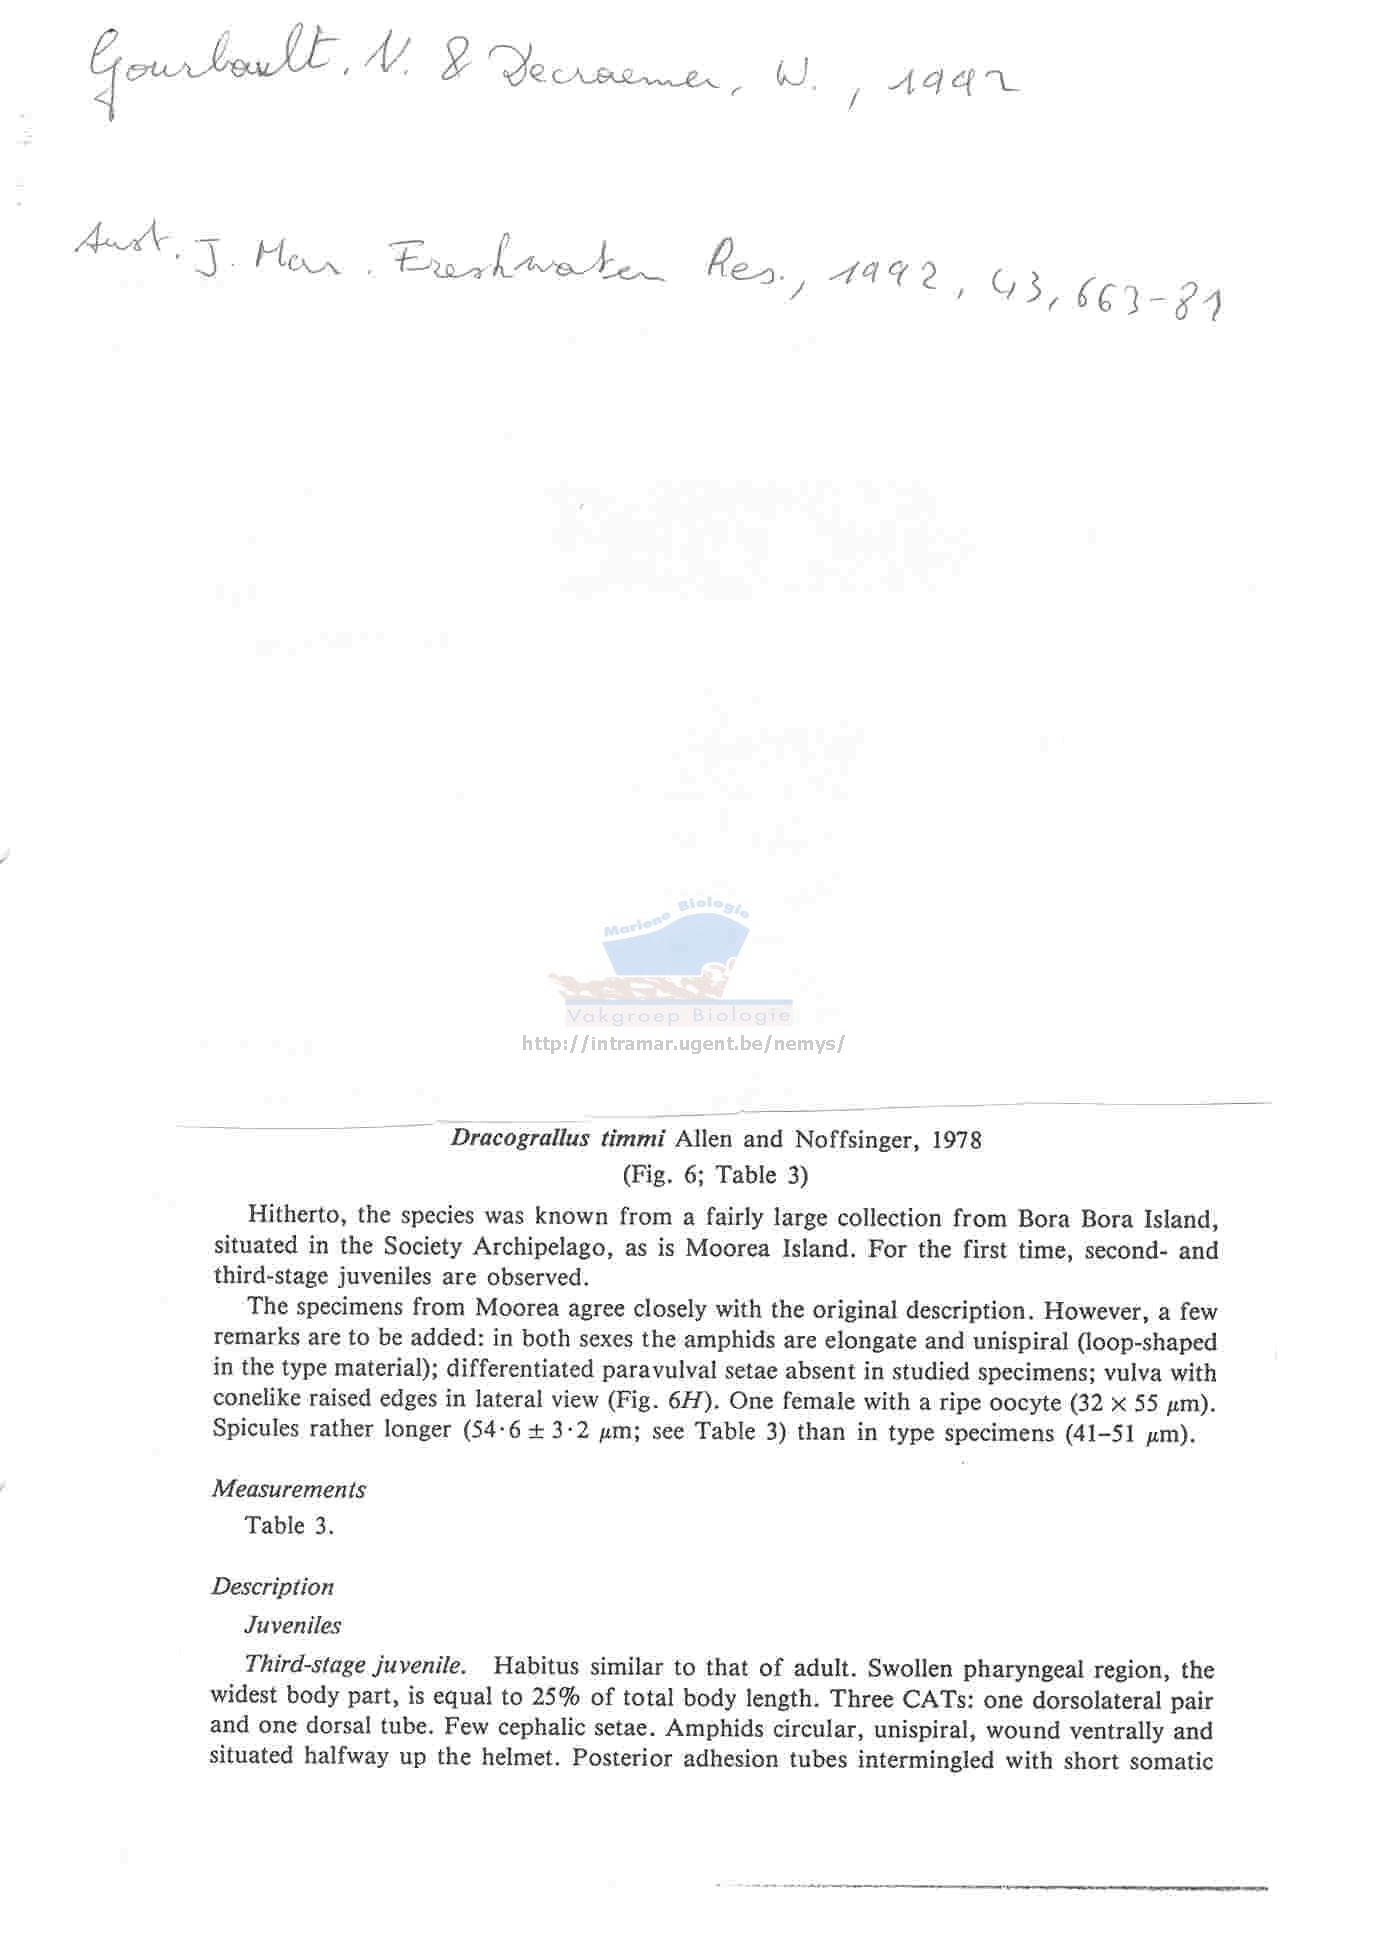 Gourbault, N. & Decraemer, W., 1992
Aust. J. Mar. Freshwater Res., 1992, 43, 663-81
Mariene Biologie
Vakgroep Biologie
http://intramar.ugent.be/nemys/
Dracograllus timmi Allen and Noffsinger, 1978
(Fig. 6; Table 3)
Hitherto, the species was known from a fairly large collection from Bora Bora Island,
situated in the Society Archipelago, as is Moorea Island. For the first time, second- and
third-stage juveniles are observed.
The specimens from Moorea agree closely with the original description. However, a few
remarks are to be added: in both sexes the amphids are elongate and unispiral (loop-shaped
in the type material); differentiated paravulval setae absent in studied specimens; vulva with
conelike raised edges in lateral view (Fig. 6H). One female with a ripe oocyte (32 × 55 μm).
Spicules rather longer (54·6 ± 3·2 μm; see Table 3) than in type specimens (41–51 μm).
Measurements
Table 3.
Description
Juveniles
Third-stage juvenile. Habitus similar to that of adult. Swollen pharyngeal region, the
widest body part, is equal to 25% of total body length. Three CATs: one dorsolateral pair
and one dorsal tube. Few cephalic setae. Amphids circular, unispiral, wound ventrally and
situated halfway up the helmet. Posterior adhesion tubes intermingled with short somatic